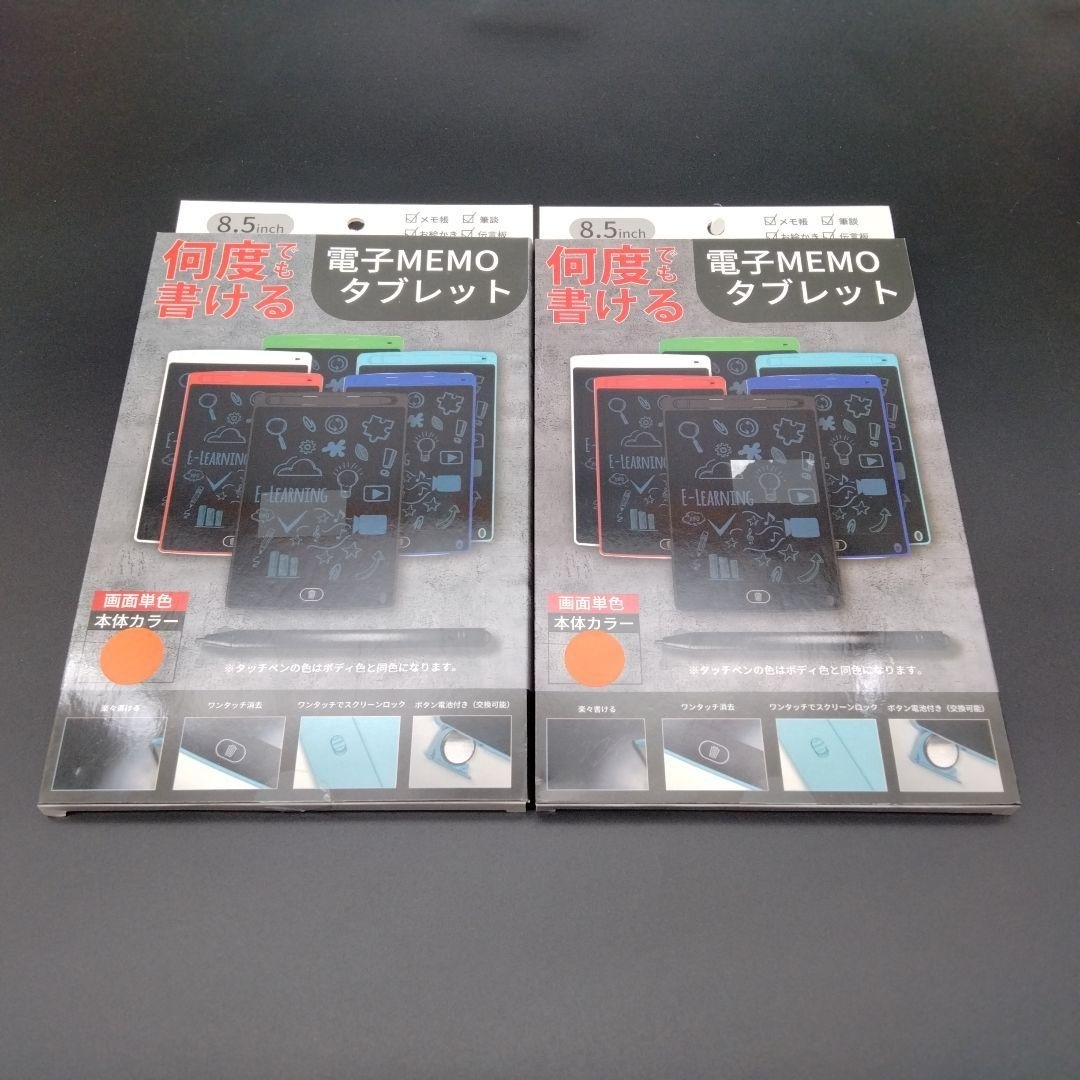 8.5inch
メモ帳 筆談
お絵かき 伝言板
何度でも
書ける
電子MEMO
タブレット
E-LEARNING
E-LEARNING
画面単色
本体カラー
※タッチペンの色はボディ色と同色になります。
楽々書ける
ワンタッチ消去
ワンタッチでスクリーンロック
ボタン電池付き(交換可能)
8.5inch
メモ帳 筆談
お絵かき 伝言板
何度でも
書ける
電子MEMO
タブレット
E-LEARNING
E-LEARNING
画面単色
本体カラー
※タッチペンの色はボディ色と同色になります。
楽々書ける
ワンタッチ消去
ワンタッチでスクリーンロック
ボタン電池付き(交換可能)